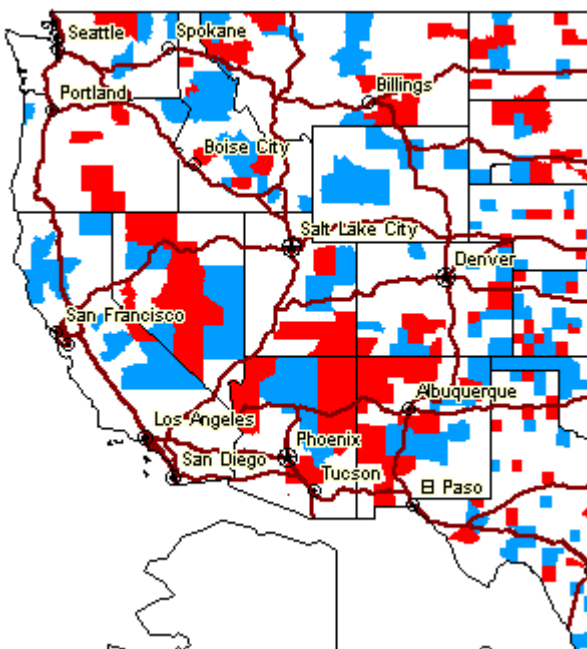 Seattle
Spokane
Portland
Billings
Boise City
Salt Lake City
Denver
San Francisco
Albuquerque
Los Angeles
Phoenix
San Diego
Tucson
El Paso